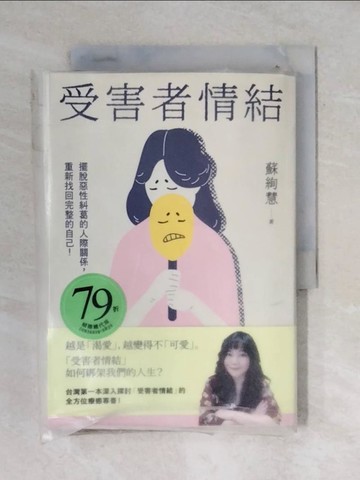 受害者情結
蘇絢慧
著
擺脫惡性糾葛的人際關係,
重新找回完整的自己!
79折
越是「渴愛」,越變得不「可愛」。
「受害者情結」
如何綁架我們的人生?
台灣第一本深入探討「受害者情結」的
全方位療癒專書!